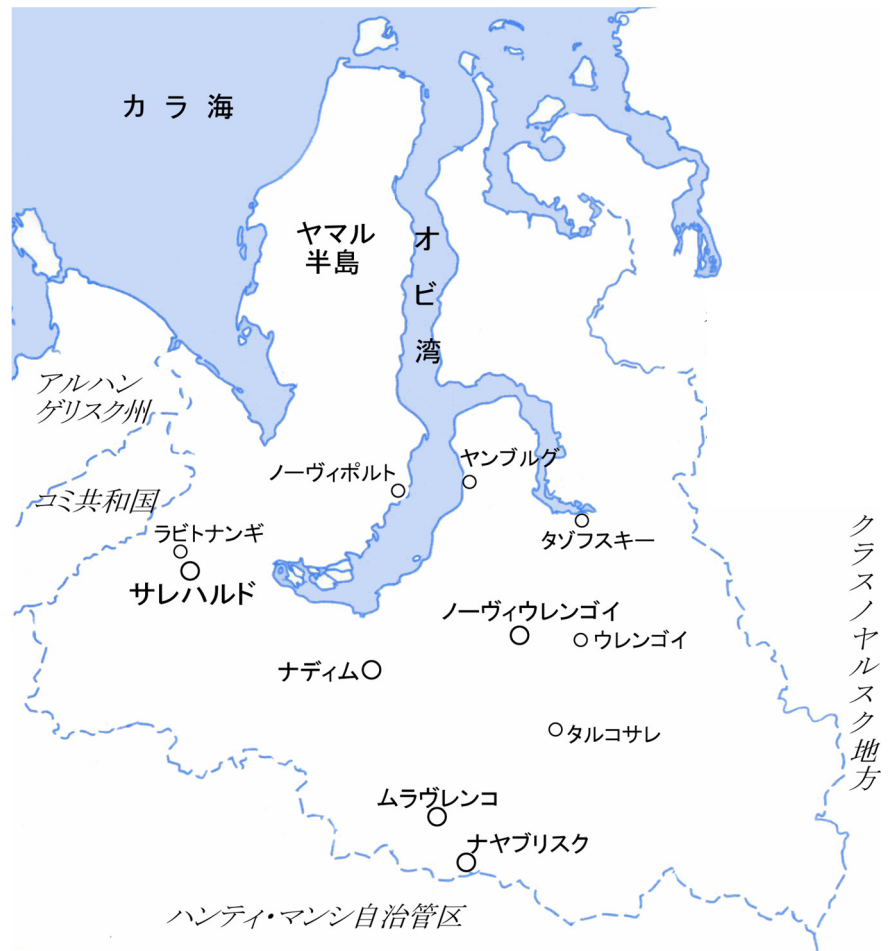 カラ海
ヤマル
半島
オビ湾
アルハン
ゲリスク州
コミ共和国
ノーヴィポルト
ヤンブルグ
ラビトナンギ
サレハルド
タゾフスキー
ノーヴィウレンゴイ
ウレンゴイ
ナディム
タルコサレ
ムラヴレンコ
ナヤブリスク
クラスノヤルスク地方
ハンティ・マンシ自治管区